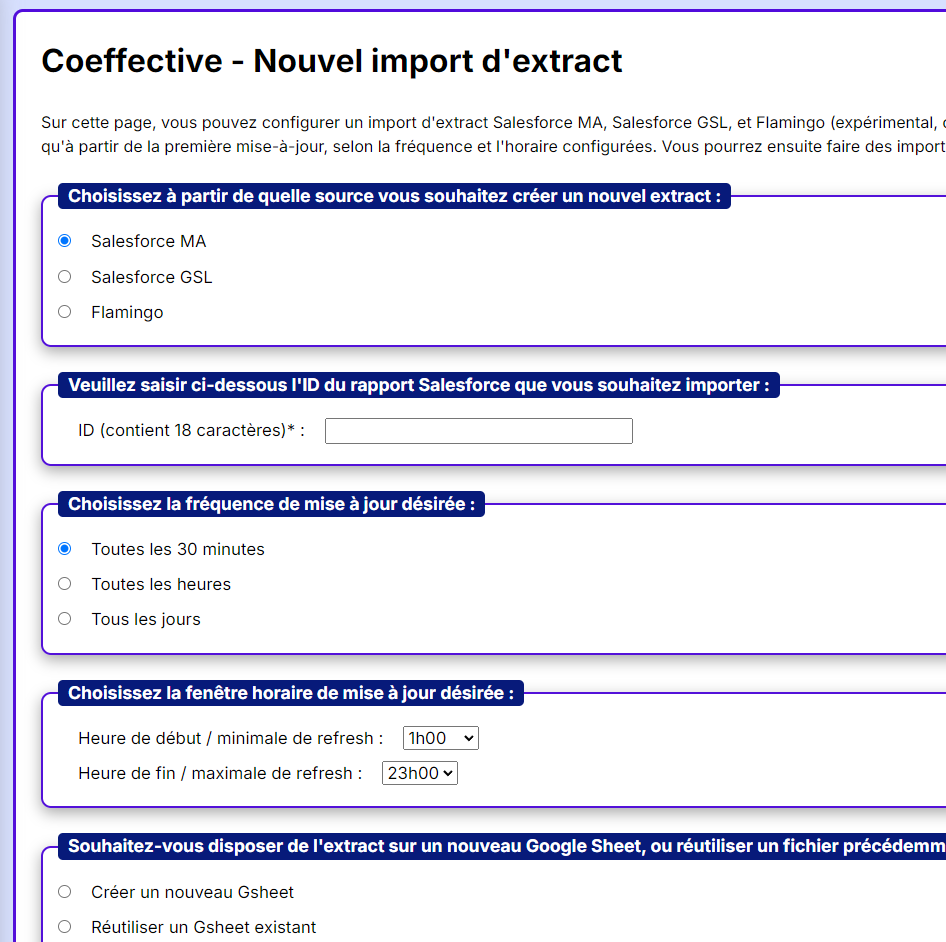 Coeffective - Nouvel import d'extract
Sur cette page, vous pouvez configurer un import d'extract Salesforce MA, Salesforce GSL, et Flamingo (expérimental,
qu'à partir de la première mise-à-jour, selon la fréquence et l'horaire configurées. Vous pourrez ensuite faire des import
Choisissez à partir de quelle source vous souhaitez créer un nouvel extract :
Salesforce MA
Salesforce GSL
Flamingo
Veuillez saisir ci-dessous l'ID du rapport Salesforce que vous souhaitez importer :
ID (contient 18 caractères)* :
Choisissez la fréquence de mise à jour désirée :
Toutes les 30 minutes
Toutes les heures
Tous les jours
Choisissez la fenêtre horaire de mise à jour désirée :
Heure de début / minimale de refresh : 1h00
Heure de fin / maximale de refresh : 23h00
Souhaitez-vous disposer de l'extract sur un nouveau Google Sheet, ou réutiliser un fichier précédemm
Créer un nouveau Gsheet
Réutiliser un Gsheet existant